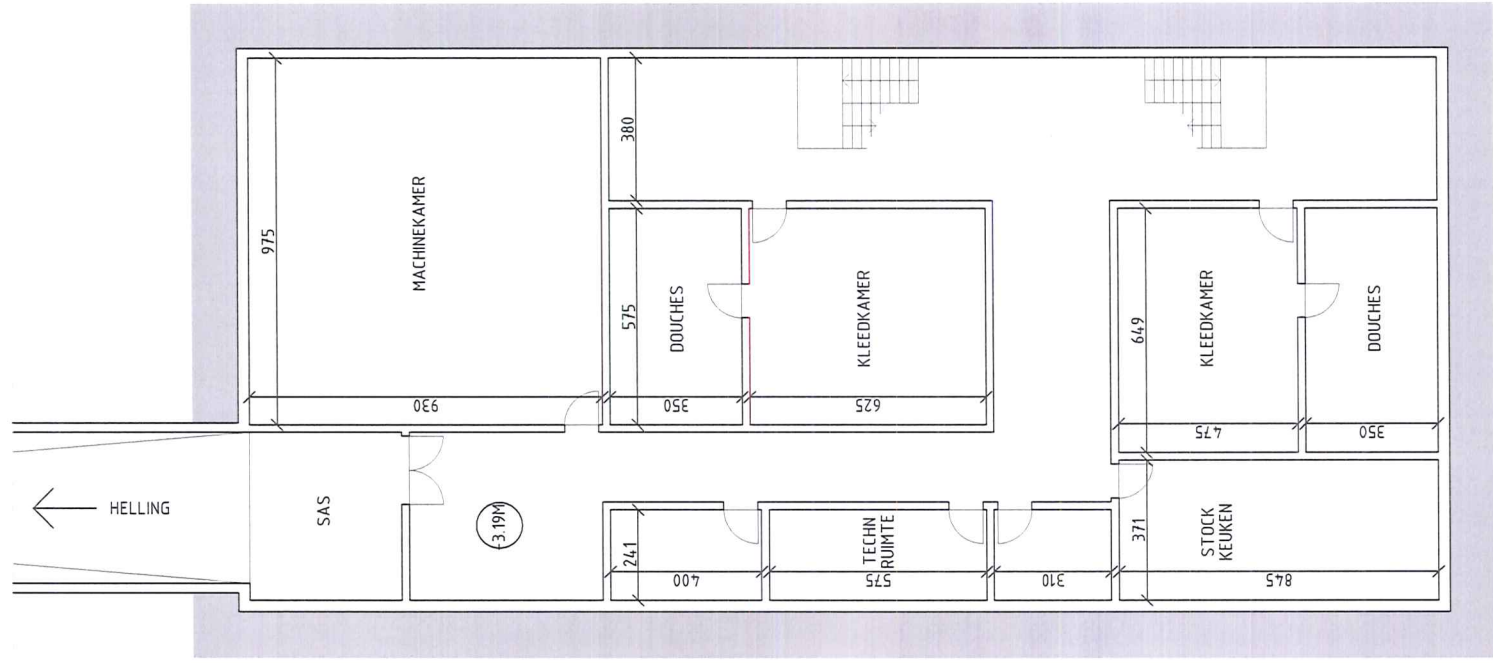 MACHINEKAMER
975
930
380
DOUCHES
575
350
KLEEDKAMER
625
KLEEDKAMER
649
475
DOUCHES
350
HELLING
SAS
-3.19M
241
400
TECHN
RUIMTE
575
310
371
STOCK
KEUKEN
845